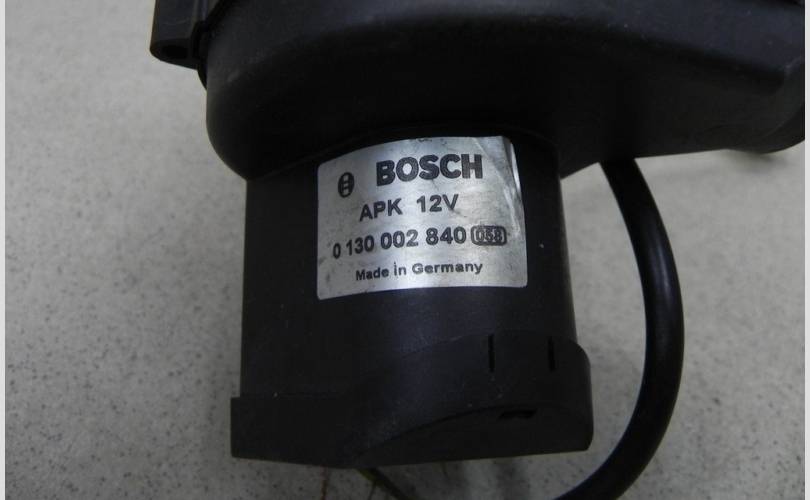 BOSCH
APK 12V
0 130 002 840 058
Made in Germany